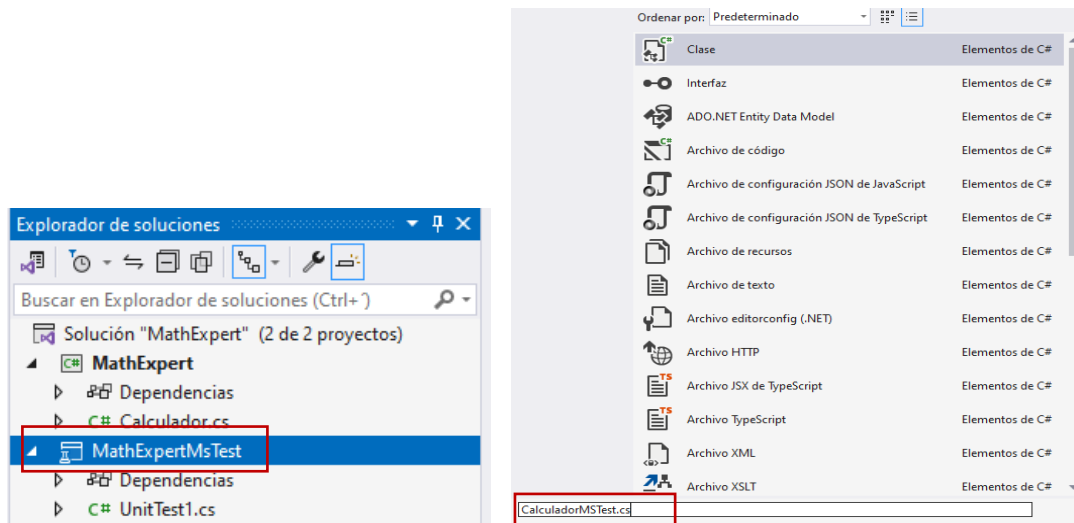 Explorador de soluciones
Buscar en Explorador de soluciones (Ctrl+´)
Solución "MathExpert" (2 de 2 proyectos)
C# MathExpert
Dependencias
C# Calculador.cs
MathExpertMsTest
Dependencias
C# UnitTest1.cs
Ordenar por: Predeterminado
C# Clase Elementos de C#
Interfaz Elementos de C#
ADO.NET Entity Data Model Elementos de C#
C# Archivo de código Elementos de C#
Archivo de configuración JSON de JavaScript Elementos de C#
Archivo de configuración JSON de TypeScript Elementos de C#
Archivo de recursos Elementos de C#
Archivo de texto Elementos de C#
Archivo editorconfig (.NET) Elementos de C#
Archivo HTTP Elementos de C#
TS Archivo JSX de TypeScript Elementos de C#
TS Archivo TypeScript Elementos de C#
Archivo XML Elementos de C#
Archivo XSLT Elementos de C#
CalculadorMSTest.cs